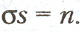 σs = n.